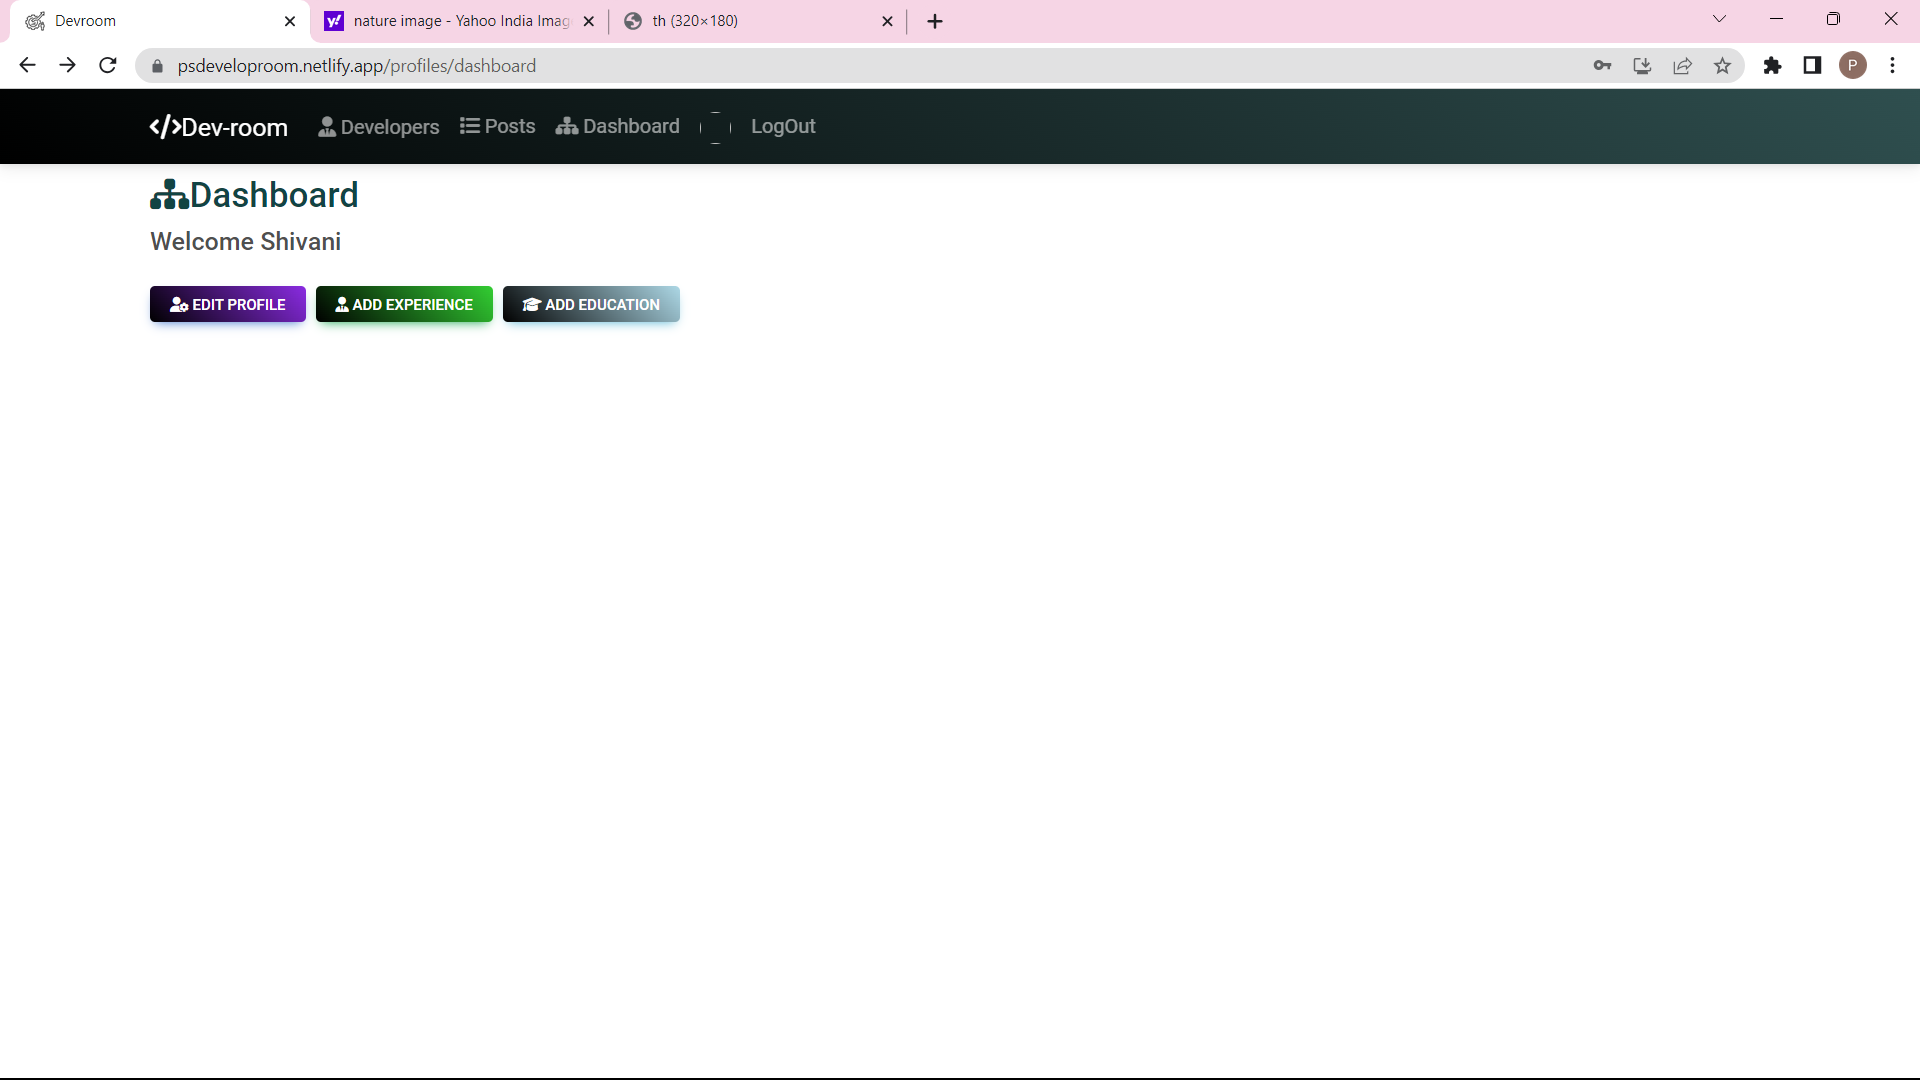 Devroom
nature image - Yahoo India Imag
th (320×180)
psdeveloproom.netlify.app/profiles/dashboard
P
</>Dev-room
Developers
Posts
Dashboard
LogOut
Dashboard
Welcome Shivani
EDIT PROFILE
ADD EXPERIENCE
ADD EDUCATION